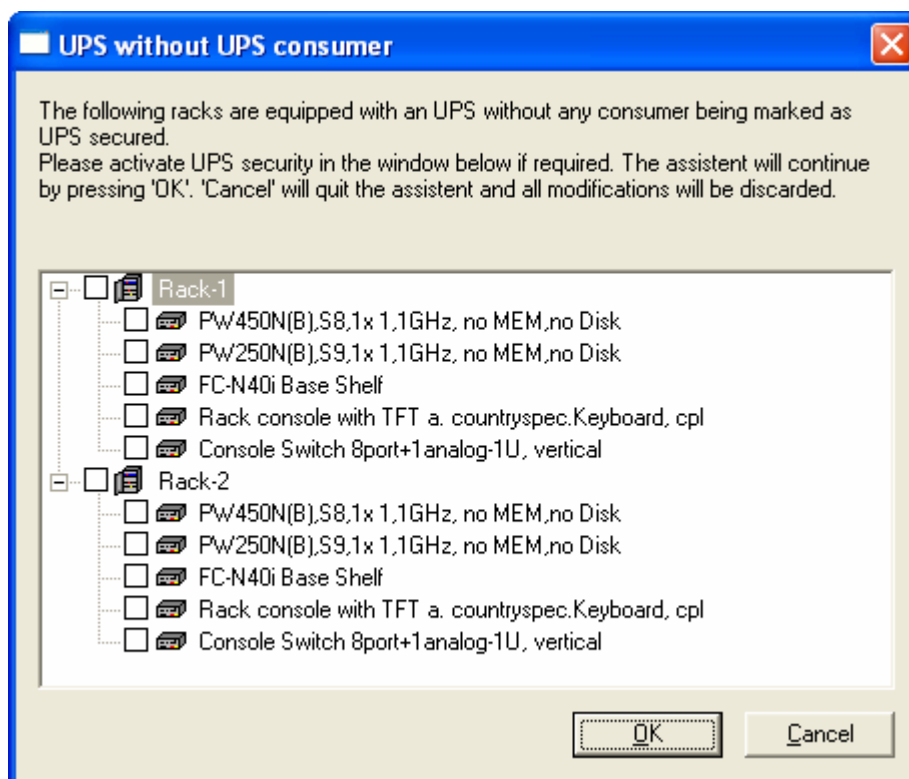 UPS without UPS consumer
The following racks are equipped with an UPS without any consumer being marked as
UPS secured.
Please activate UPS security in the window below if required. The assistent will continue
by pressing 'OK'. 'Cancel' will quit the assistent and all modifications will be discarded.
Rack-1
PW450N(B),S8,1x 1,1GHz, no MEM,no Disk
PW250N(B),S9,1x 1,1GHz, no MEM,no Disk
FC-N40i Base Shelf
Rack console with TFT a. countryspec.Keyboard, cpl
Console Switch 8port+1analog-1U, vertical
Rack-2
PW450N(B),S8,1x 1,1GHz, no MEM,no Disk
PW250N(B),S9,1x 1,1GHz, no MEM,no Disk
FC-N40i Base Shelf
Rack console with TFT a. countryspec.Keyboard, cpl
Console Switch 8port+1analog-1U, vertical
OK Cancel